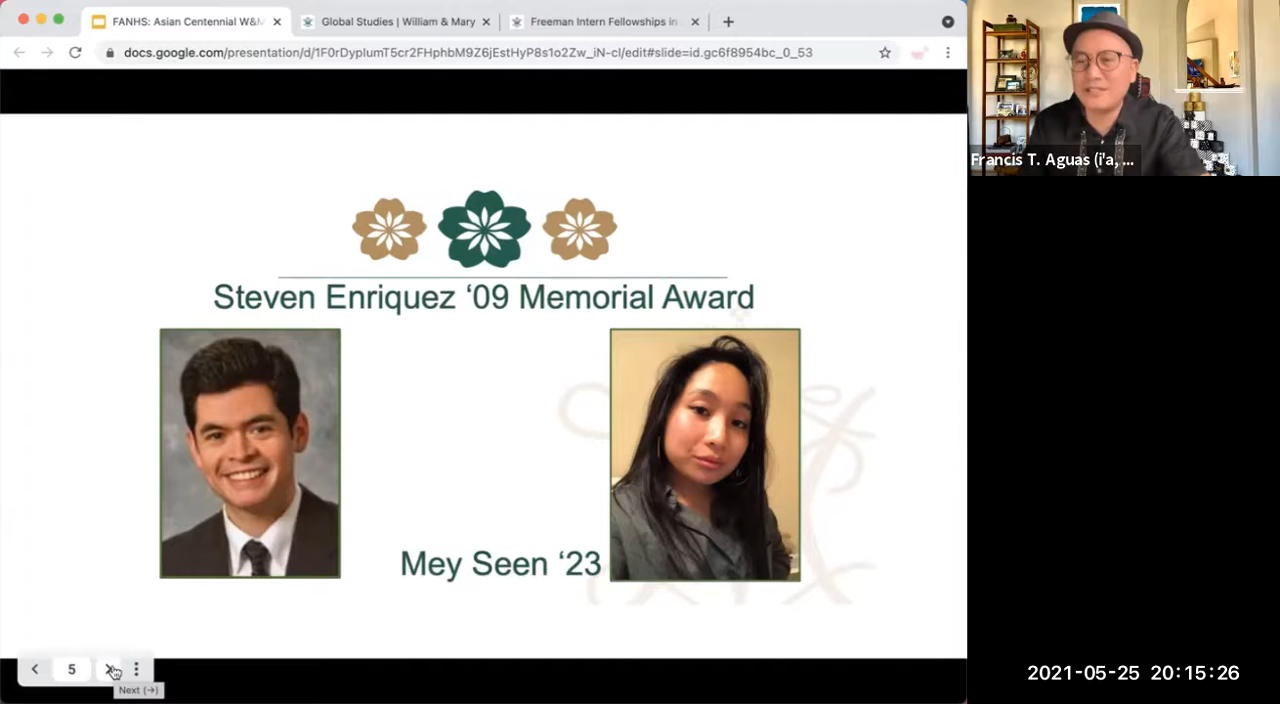 FANHS: Asian Centennial W&M
Global Studies | William & Mary
Freeman Intern Fellowships in
docs.google.com/presentation/d/1F0rDyplumT5cr2FHphbM9Z6jEstHyP8s1o2Zw_iN-cI/edit#slide=id.gc6f8954bc_0_53
Francis T. Aguas (i'a, ...
Steven Enriquez ‘09 Memorial Award
Mey Seen ‘23
5
Next (→)
2021-05-25 20:15:26